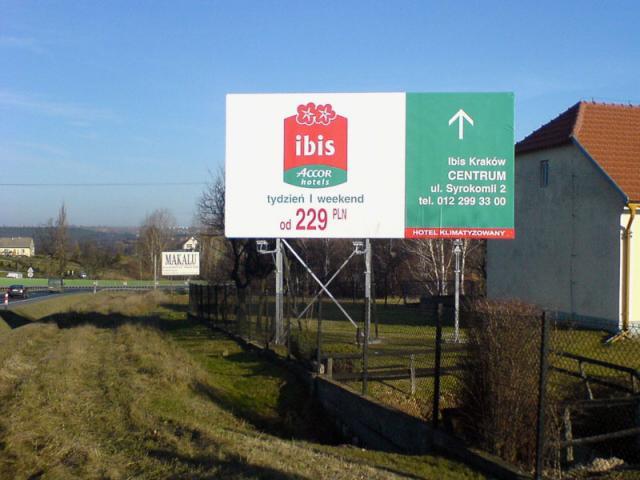 ibis
ACCOR
hotels
tydzień I weekend
od 229 PLN
Ibis Kraków
CENTRUM
ul. Syrokomli 2
tel. 012 299 33 00
HOTEL KLIMATYZOWANY
MAKALU